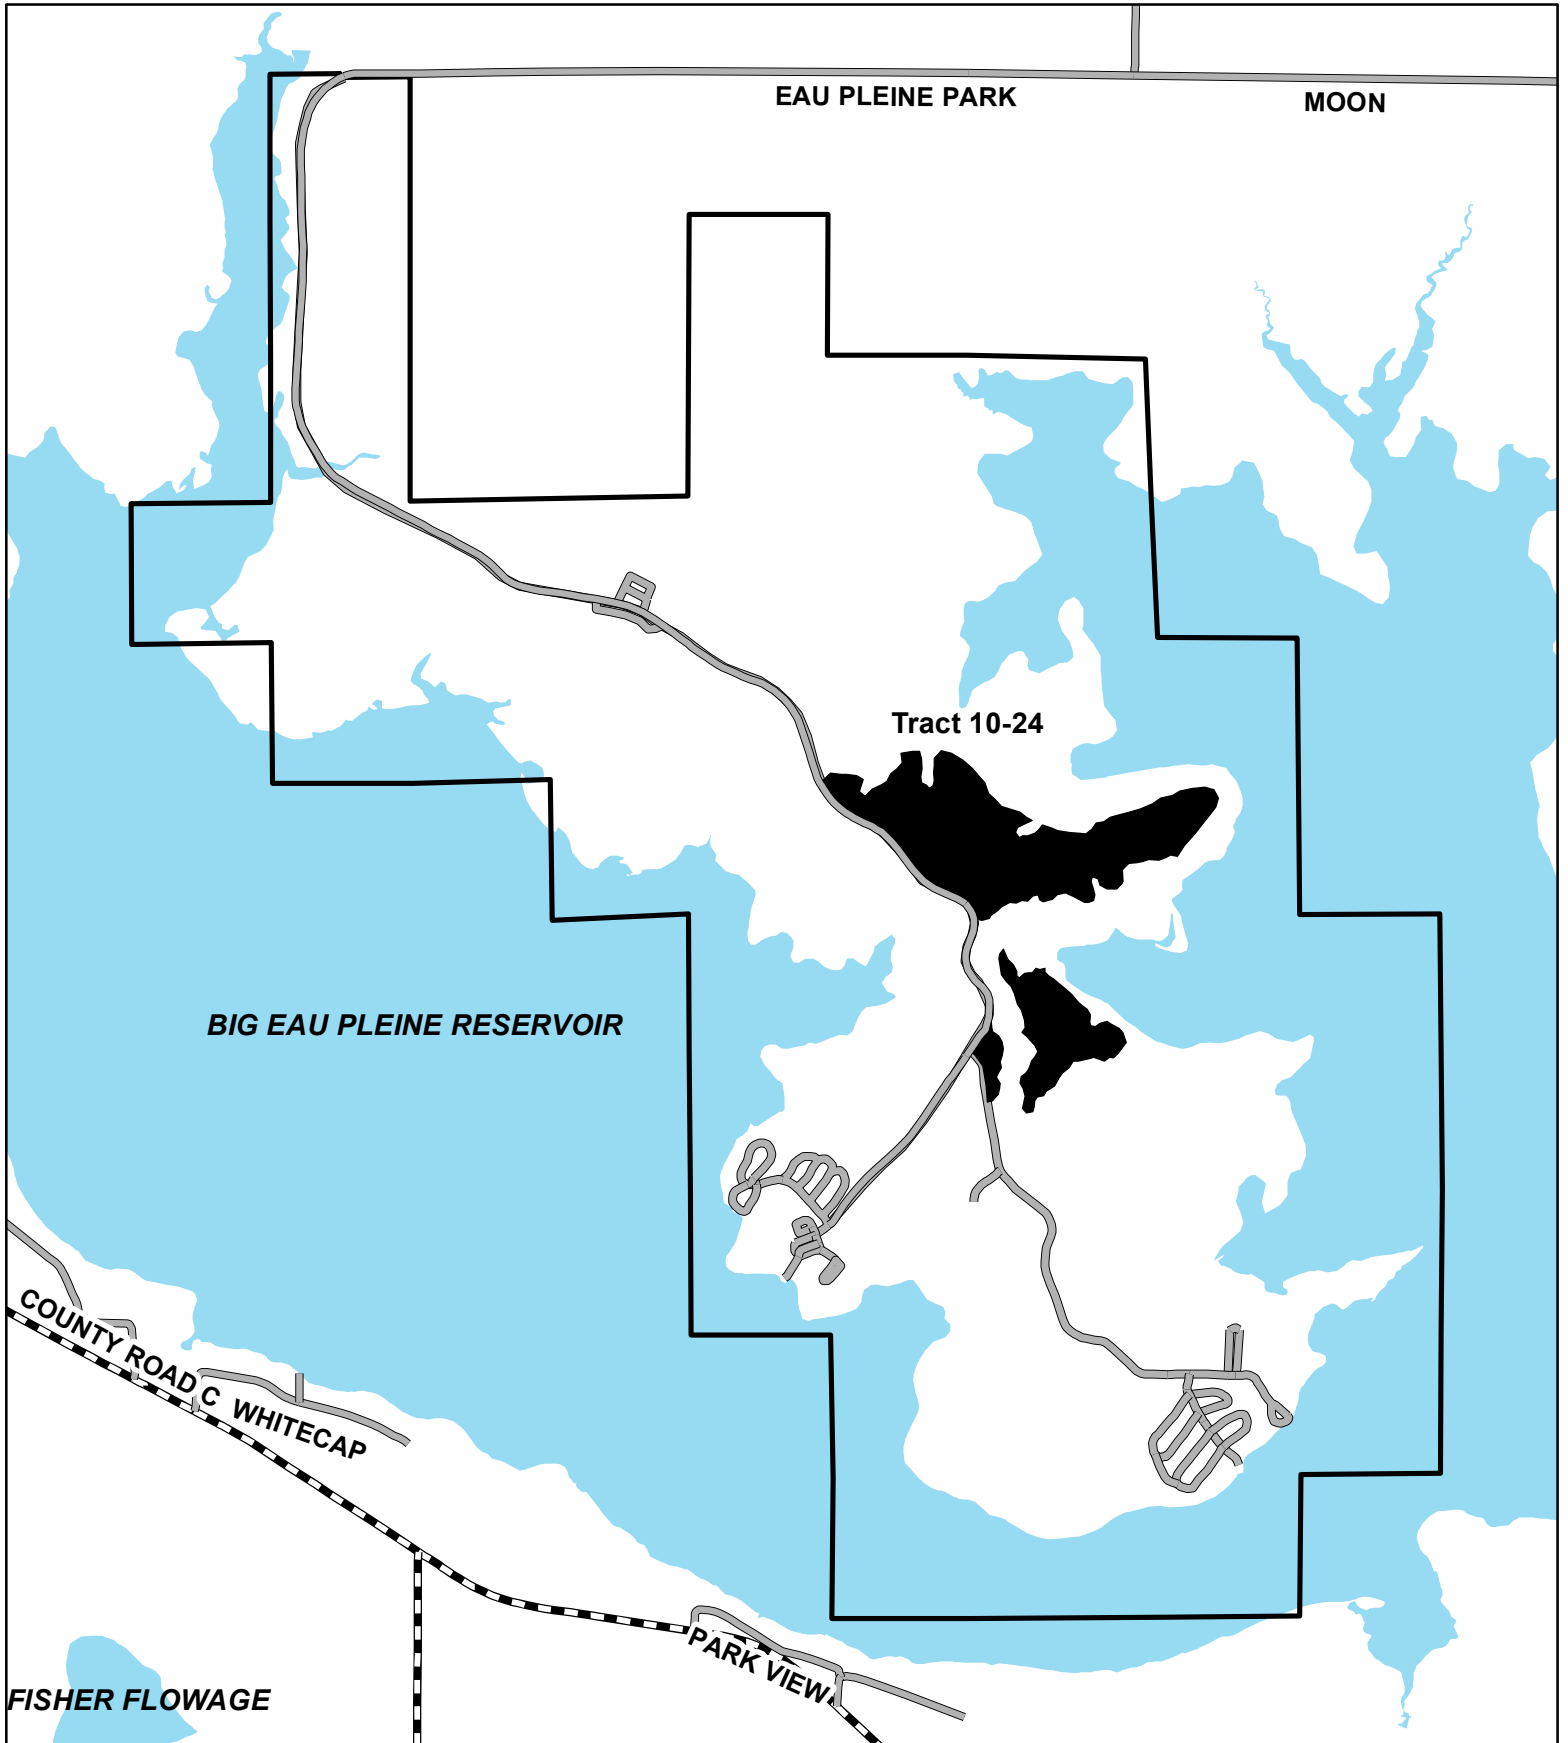 EAU PLEINE PARK
MOON
Tract 10-24
BIG EAU PLEINE RESERVOIR
COUNTY ROAD C
WHITECAP
PARK VIEW
FISHER FLOWAGE